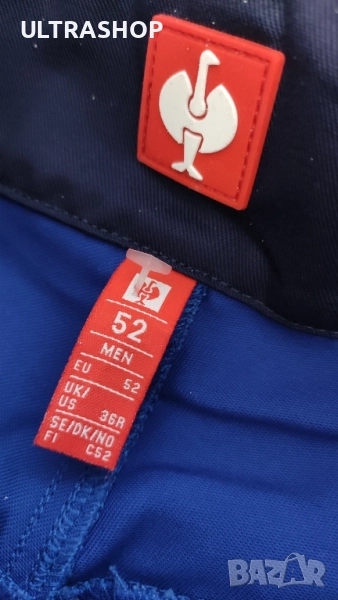 ULTRASHOP
52
MEN
EU 52
UK/
US 36R
SE/DK/NO
FI C52
BAZAR